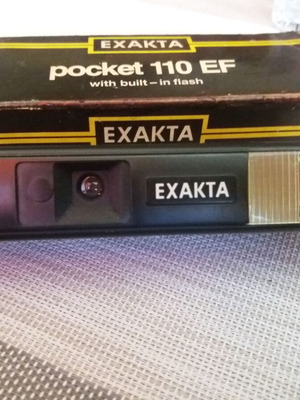 EXAKTA
pocket 110 EF
with built-in flash
EXAKTA
EXAKTA